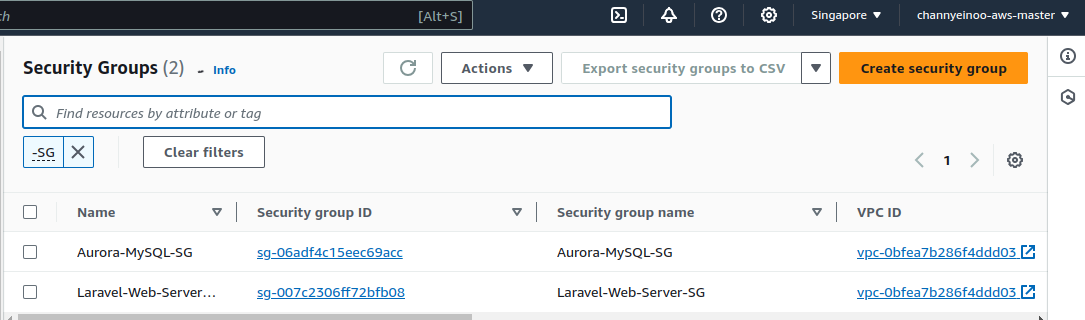 ch [Alt+S] Singapore ▼ channyeinoo-aws-master ▼
Security Groups (2) Info Actions ▼ Export security groups to CSV ▼ Create security group
Find resources by attribute or tag
-SG Clear filters
1
Name Security group ID Security group name VPC ID
Aurora-MySQL-SG sg-06adf4c15eec69acc Aurora-MySQL-SG vpc-0bfea7b286f4ddd03
Laravel-Web-Server... sg-007c2306ff72bfb08 Laravel-Web-Server-SG vpc-0bfea7b286f4ddd03